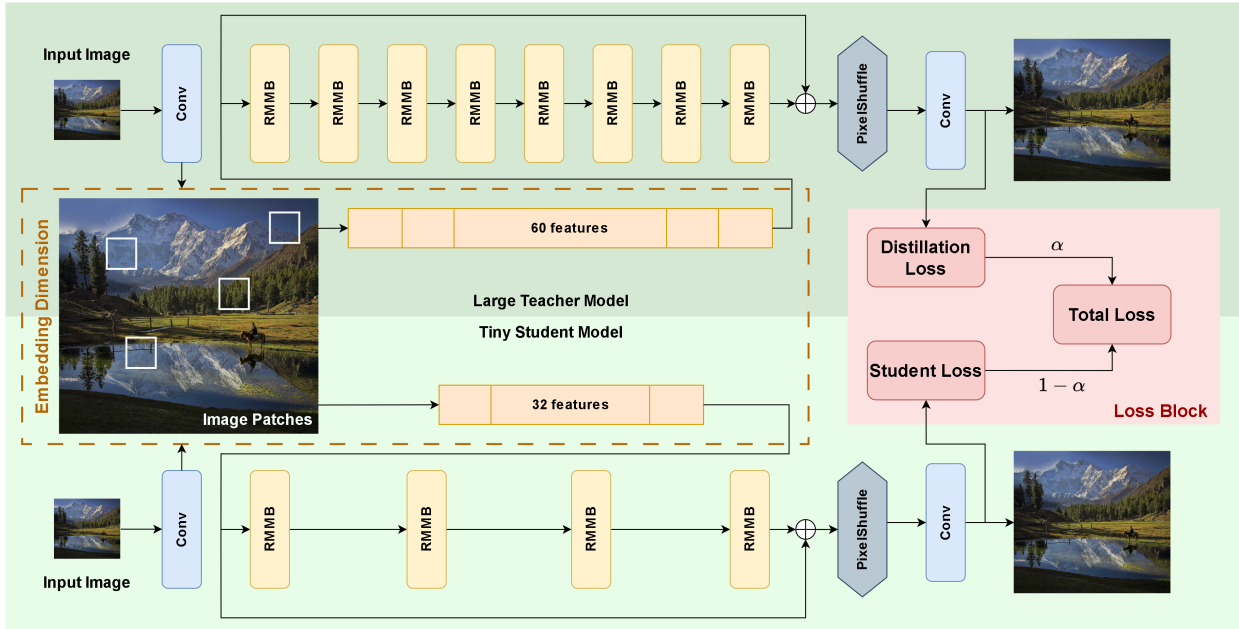 Input Image
Conv
RMMB
RMMB
RMMB
RMMB
RMMB
RMMB
RMMB
RMMB
PixelShuffle
Conv
Embedding Dimension
60 features
Large Teacher Model
Tiny Student Model
32 features
Image Patches
Distillation
Loss
α
Total Loss
Student Loss
1 − α
Loss Block
Conv
RMMB
RMMB
RMMB
RMMB
PixelShuffle
Conv
Input Image